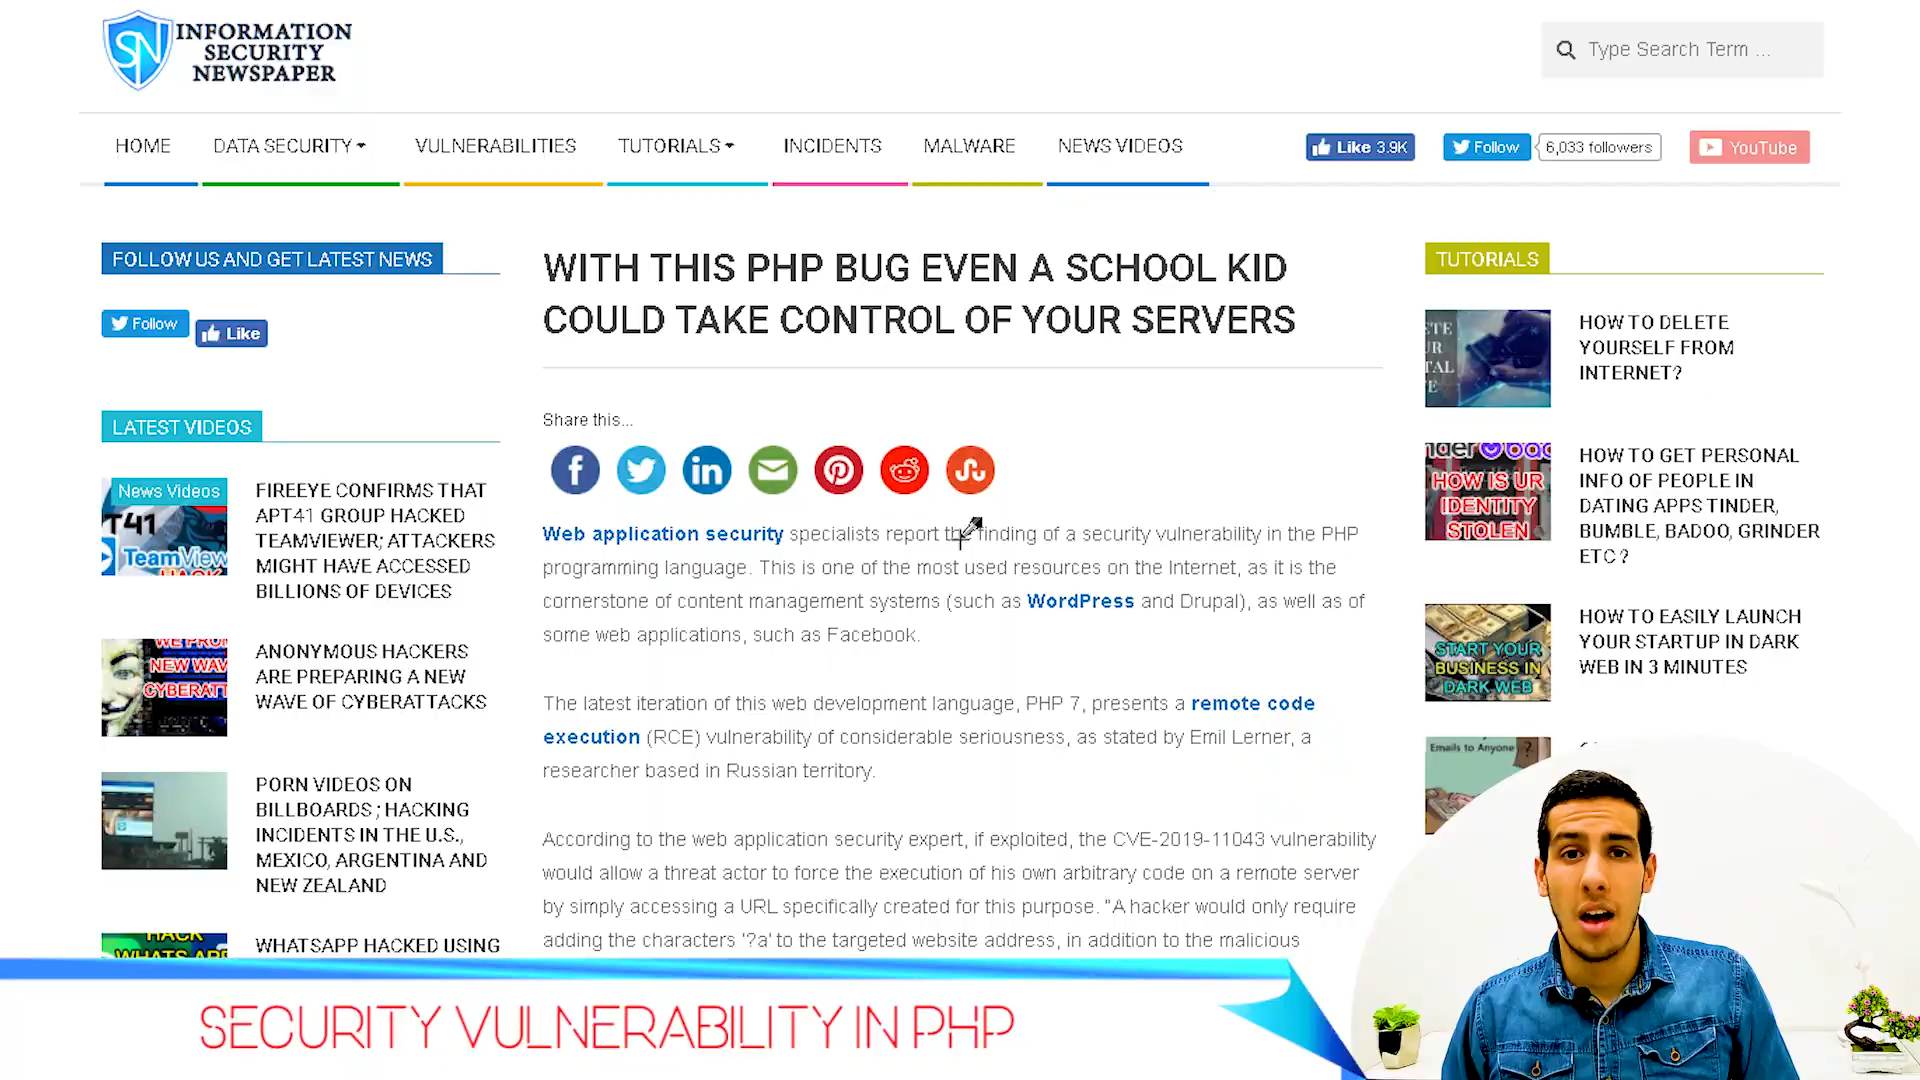 INFORMATION
SECURITY
NEWSPAPER
Type Search Term ...
HOME
DATA SECURITY
VULNERABILITIES
TUTORIALS
INCIDENTS
MALWARE
NEWS VIDEOS
Like 3.9K
Follow
6,033 followers
YouTube
FOLLOW US AND GET LATEST NEWS
Follow
Like
LATEST VIDEOS
News Videos
T41
TeamView
FIREEYE CONFIRMS THAT
APT41 GROUP HACKED
TEAMVIEWER; ATTACKERS
MIGHT HAVE ACCESSED
BILLIONS OF DEVICES
NEW WAV
CYBERATT
ANONYMOUS HACKERS
ARE PREPARING A NEW
WAVE OF CYBERATTACKS
PORN VIDEOS ON
BILLBOARDS ; HACKING
INCIDENTS IN THE U.S.,
MEXICO, ARGENTINA AND
NEW ZEALAND
HACK
WHATSAPP HACKED USING
WITH THIS PHP BUG EVEN A SCHOOL KID
COULD TAKE CONTROL OF YOUR SERVERS
Share this...
Web application security specialists report the finding of a security vulnerability in the PHP
programming language. This is one of the most used resources on the Internet, as it is the
cornerstone of content management systems (such as WordPress and Drupal), as well as of
some web applications, such as Facebook.
The latest iteration of this web development language, PHP 7, presents a remote code
execution (RCE) vulnerability of considerable seriousness, as stated by Emil Lerner, a
researcher based in Russian territory.
According to the web application security expert, if exploited, the CVE-2019-11043 vulnerability
would allow a threat actor to force the execution of his own arbitrary code on a remote server
by simply accessing a URL specifically created for this purpose. "A hacker would only require
adding the characters '?a' to the targeted website address, in addition to the malicious
TUTORIALS
HOW TO DELETE
YOURSELF FROM
INTERNET?
HOW IS UR
IDENTITY
STOLEN
HOW TO GET PERSONAL
INFO OF PEOPLE IN
DATING APPS TINDER,
BUMBLE, BADOO, GRINDER
ETC ?
START YOUR
BUSINESS IN
DARK WEB
HOW TO EASILY LAUNCH
YOUR STARTUP IN DARK
WEB IN 3 MINUTES
Emails to Anyone ?
SECURITY VULNERABILITY IN PHP